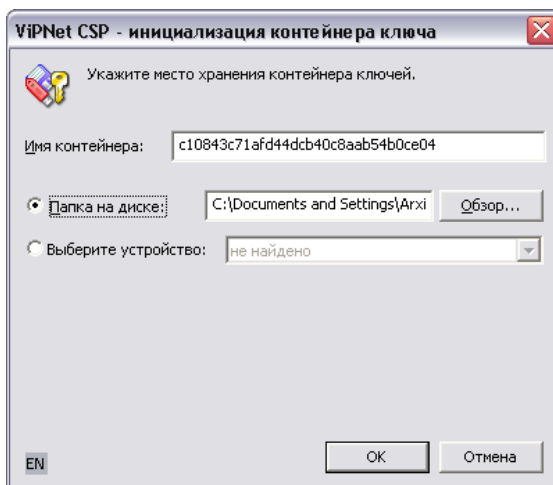 ViPNet CSP - инициализация контейнера ключа
Укажите место хранения контейнера ключей.
Имя контейнера: c10843c71afd44dcb40c8aab54b0ce04
Папка на диске: C:\Documents and Settings\Arxi Обзор...
Выберите устройство: не найдено
EN OK Отмена